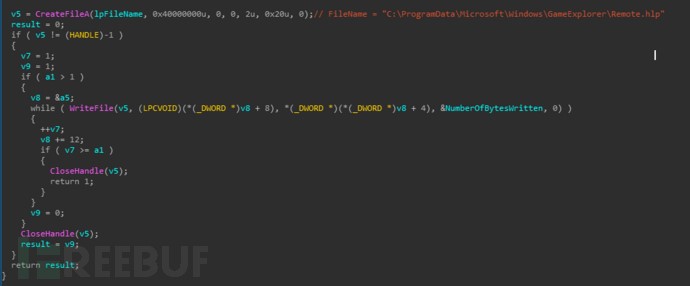 v5 = CreateFileA(lpFileName, 0x40000000u, 0, 0, 2u, 0x20u, 0);// FileName = "C:\ProgramData\Microsoft\Windows\GameExplorer\Remote.hlp"
result = 0;
if ( v5 != (HANDLE)-1 )
{
v7 = 1;
v9 = 1;
if ( a1 > 1 )
{
v8 = &a5;
while ( WriteFile(v5, (LPCVOID)(*(_DWORD *)v8 + 8), *(_DWORD *)(*(_DWORD *)v8 + 4), &NumberOfBytesWritten, 0) )
{
++v7;
v8 += 12;
if ( v7 >= a1 )
{
CloseHandle(v5);
return 1;
}
}
v9 = 0;
}
CloseHandle(v5);
result = v9;
}
return result;
}
FREEBUF